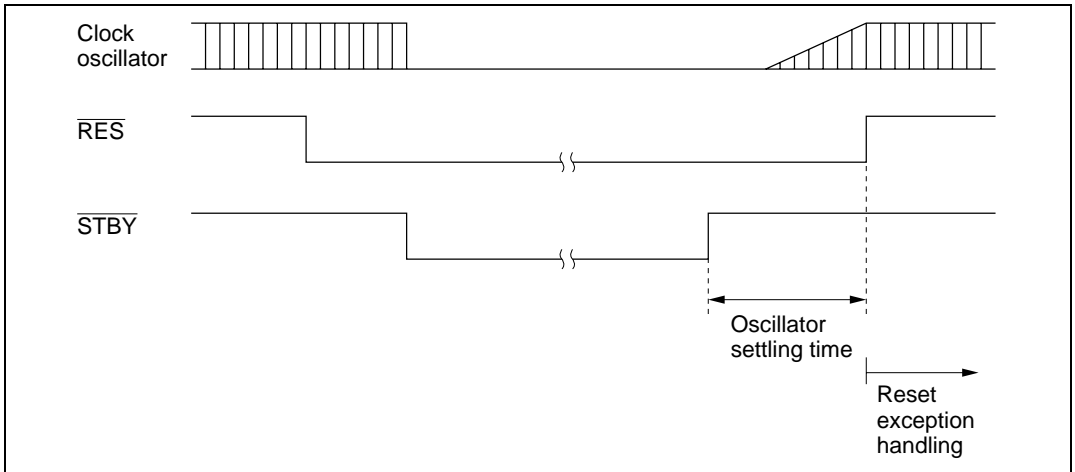 Clock
oscillator
RES
STBY
Oscillator
settling time
Reset
exception
handling